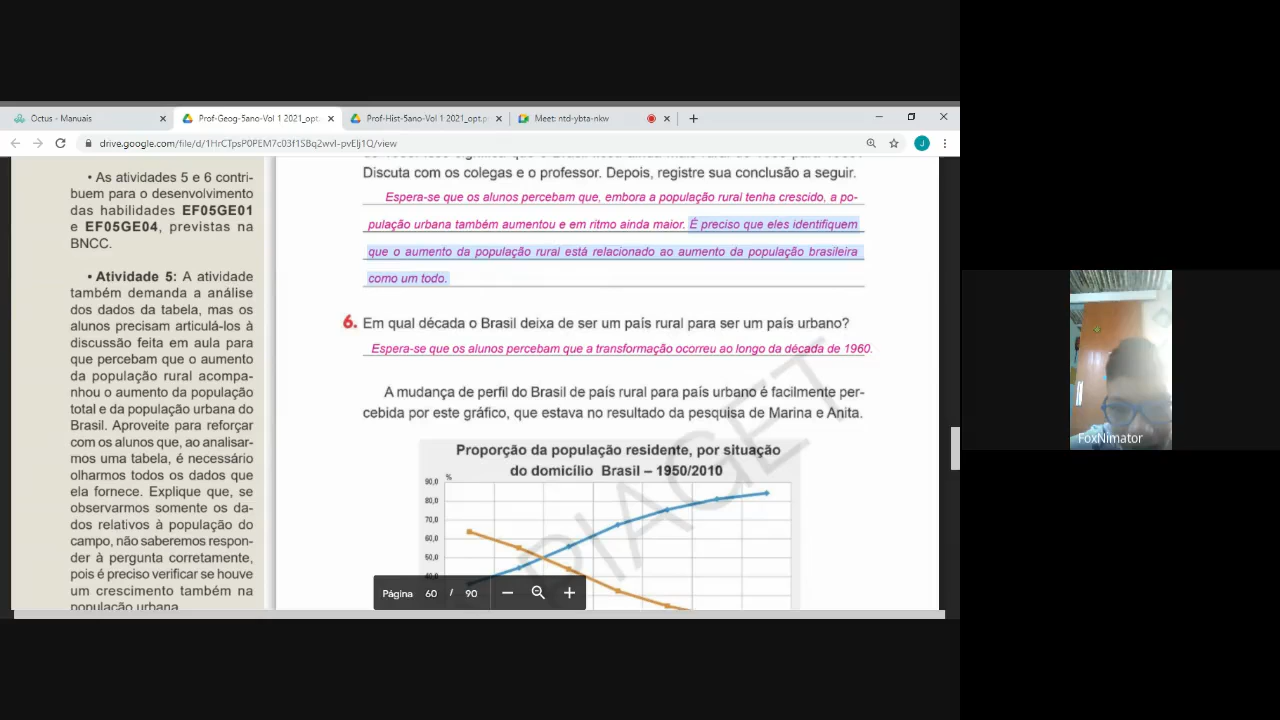 Octus - Manuais
Prof-Geog-5ano-Vol 1 2021_opt.
Prof-Hist-5ano-Vol 1 2021_opt.p
Meet: ntd-ybta-nkw
drive.google.com/file/d/1HrCTpsP0PEM7c03f1SBq2wvI-pvElj1Q/view
J
• As atividades 5 e 6 contri-
buem para o desenvolvimento
das habilidades EF05GE01
e EF05GE04, previstas na
BNCC.
• Atividade 5: A atividade
também demanda a análise
dos dados da tabela, mas os
alunos precisam articulá-los à
discussão feita em aula para
que percebam que o aumento
da população rural acompa-
nhou o aumento da população
total e da população urbana do
Brasil. Aproveite para reforçar
com os alunos que, ao analisar-
mos uma tabela, é necessário
olharmos todos os dados que
ela fornece. Explique que, se
observarmos somente os da-
dos relativos à população do
campo, não saberemos respon-
der à pergunta corretamente,
pois é preciso verificar se houve
um crescimento também na
população urbana.
Discuta com os colegas e o professor. Depois, registre sua conclusão a seguir.
Espera-se que os alunos percebam que, embora a população rural tenha crescido, a po-
pulação urbana também aumentou e em ritmo ainda maior. É preciso que eles identifiquem
que o aumento da população rural está relacionado ao aumento da população brasileira
como um todo.
6. Em qual década o Brasil deixa de ser um país rural para ser um país urbano?
Espera-se que os alunos percebam que a transformação ocorreu ao longo da década de 1960.
A mudança de perfil do Brasil de país rural para país urbano é facilmente per-
cebida por este gráfico, que estava no resultado da pesquisa de Marina e Anita.
Proporção da população residente, por situação
do domicílio Brasil – 1950/2010
%
90,0
80,0
70,0
60,0
50,0
40,0
PIAGET
Página 60 / 90
FoxNimator